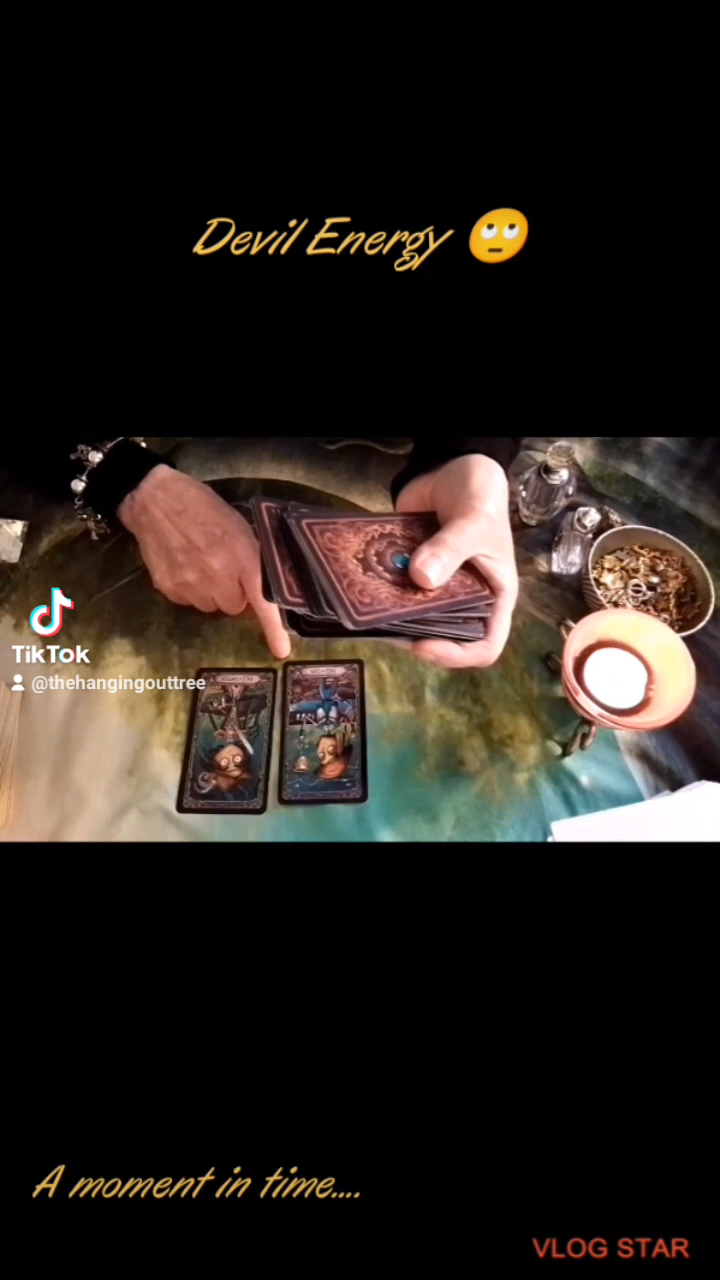 Devil Energy 🙄
TikTok
@thehangingouttree
A moment in time....
VLOG STAR